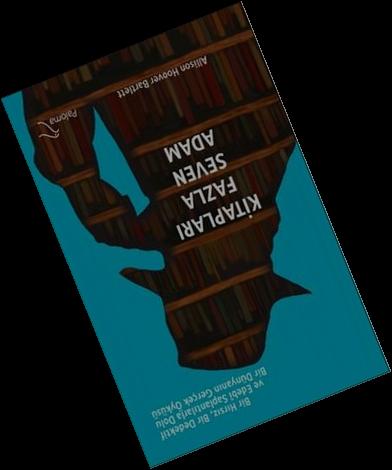 Bir Hırsız, Bir Dedektif
ve Edebi Saplantılarla Dolu
Bir Dünyanın Gerçek Öyküsü
KİTAPLARI
FAZLA
SEVEN
ADAM
Allison Hoover Bartlett
Paloma